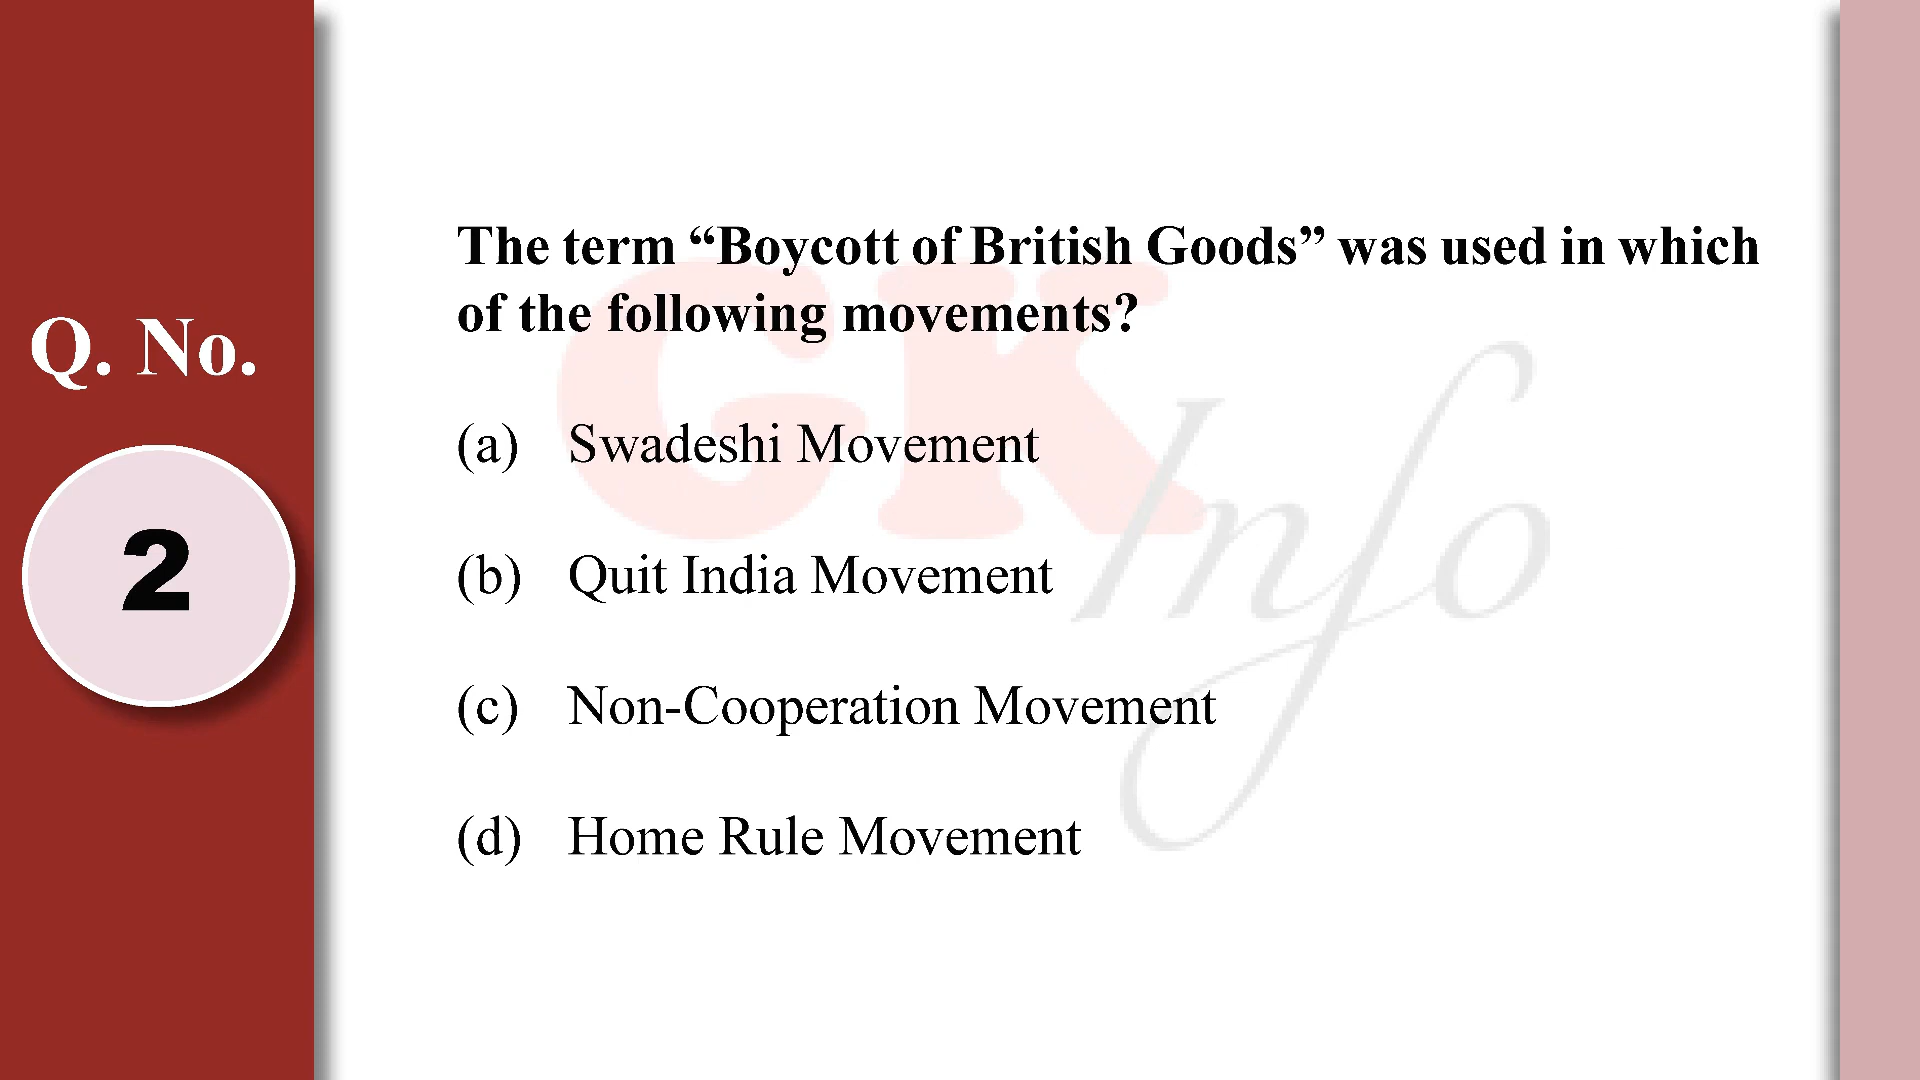 Q. No.
2
The term “Boycott of British Goods” was used in which
of the following movements?
(a) Swadeshi Movement
(b) Quit India Movement
(c) Non-Cooperation Movement
(d) Home Rule Movement
GK
Info